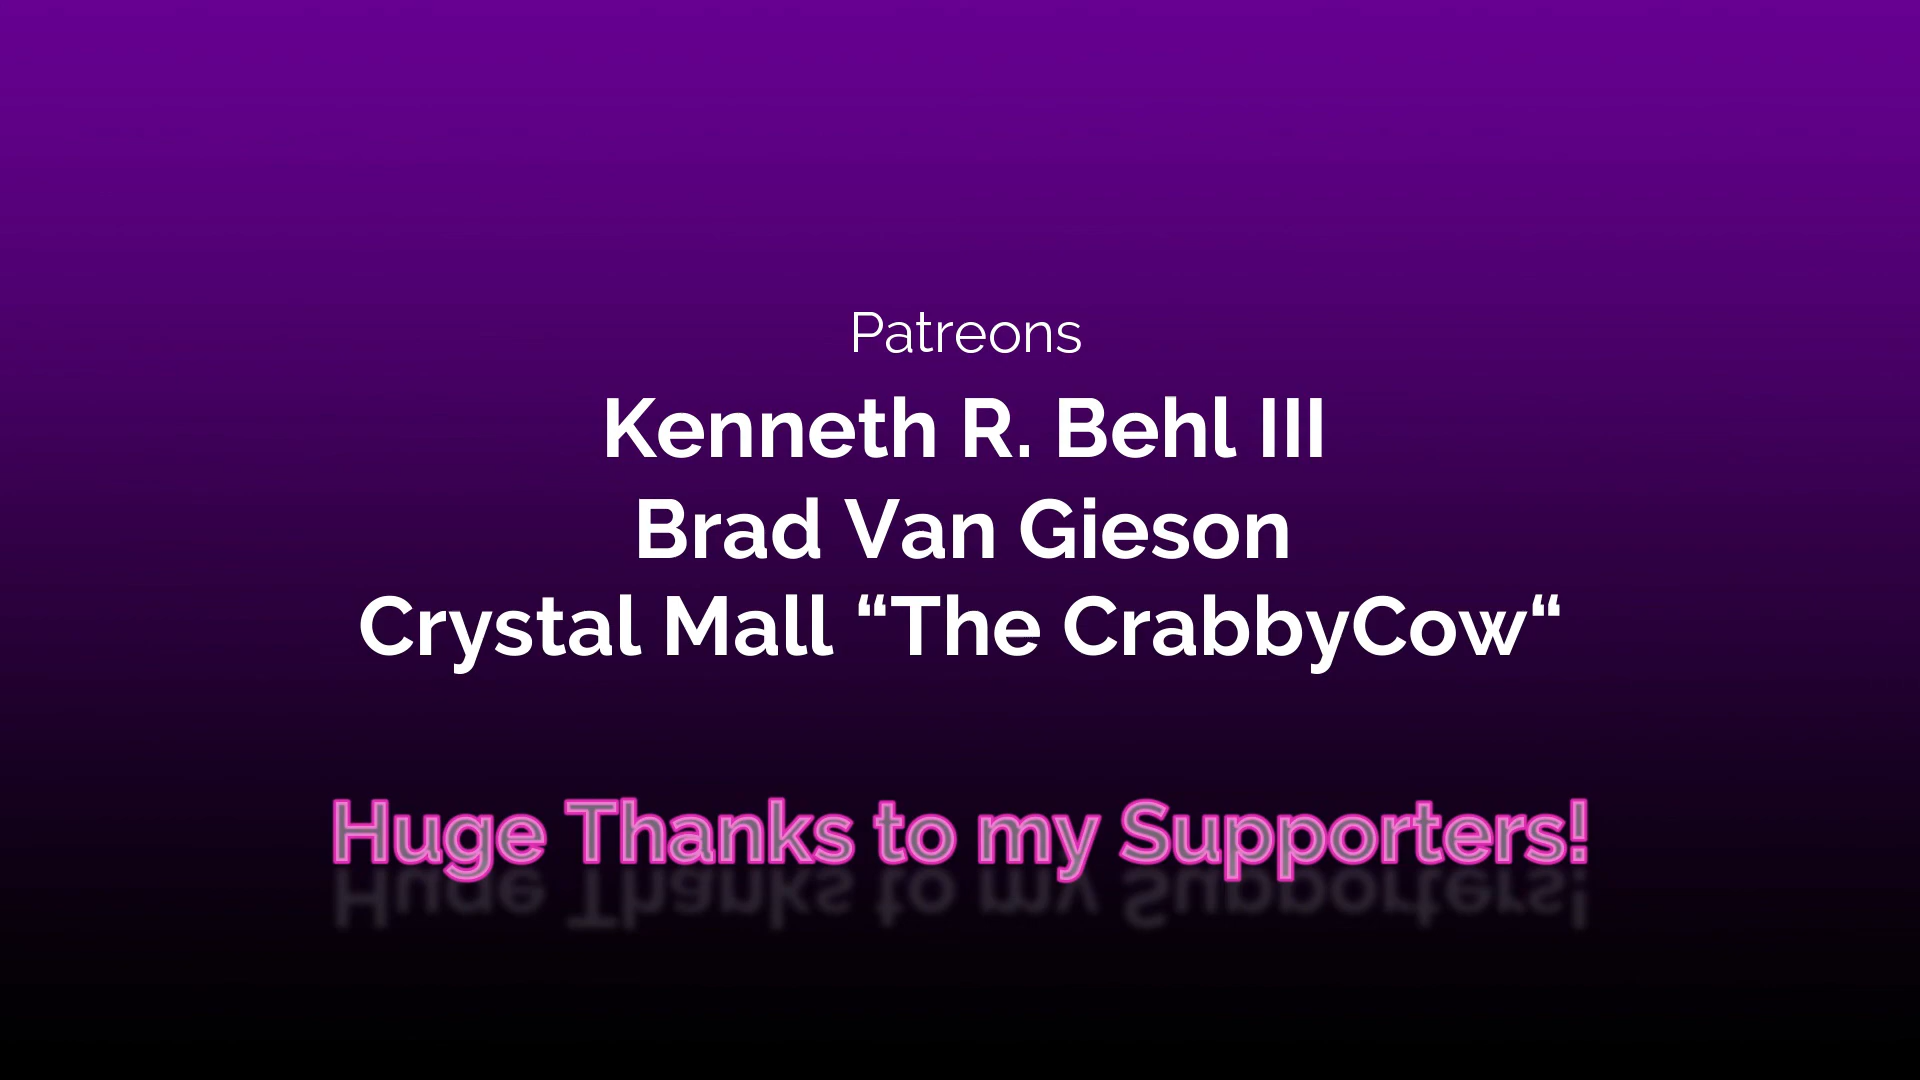 Patreons
Kenneth R. Behl III
Brad Van Gieson
Crystal Mall “The CrabbyCow“
Huge Thanks to my Supporters!